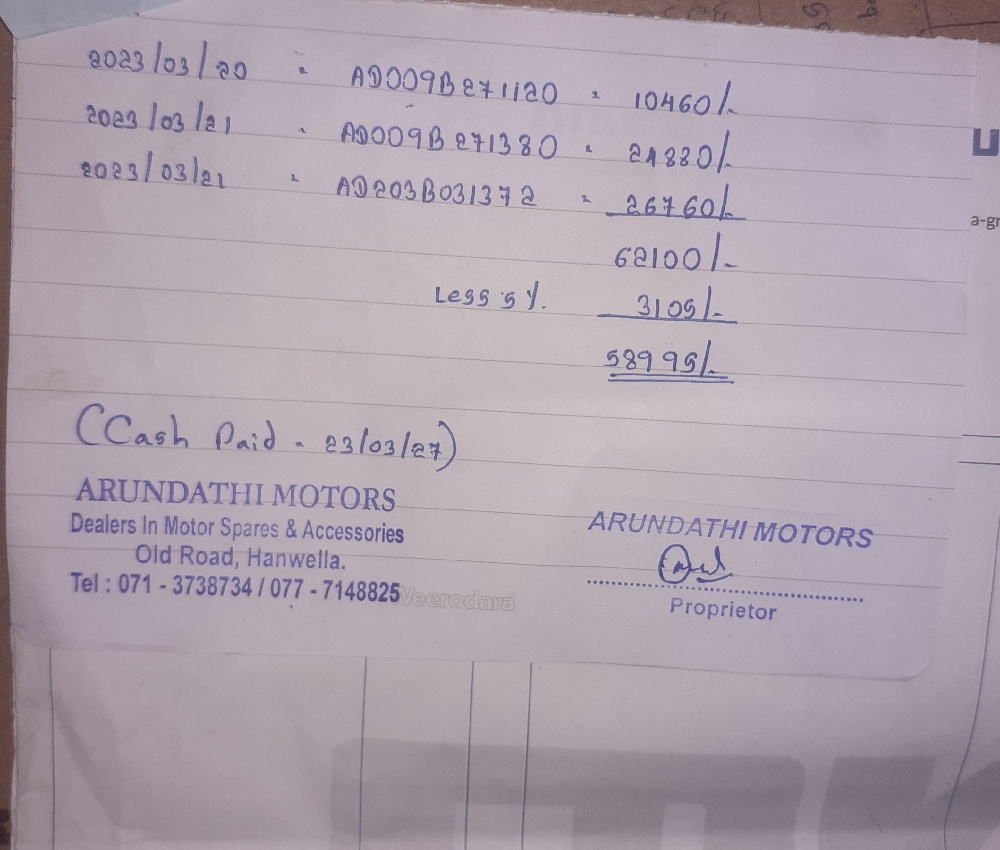 2023/03/20 - AD009B271120 - 10460/-
2023/03/21 - AD009B271380 - 24880/-
2023/03/21 - AD203B031372 - 26760/-
62100/-
Less 5%. 3105/-
58995/-
(Cash Paid - 23/03/27)
ARUNDATHI MOTORS
Dealers In Motor Spares & Accessories
Old Road, Hanwella.
Tel : 071 - 3738734 / 077 - 7148825
Neerodara
ARUNDATHI MOTORS
Proprietor
a-gr